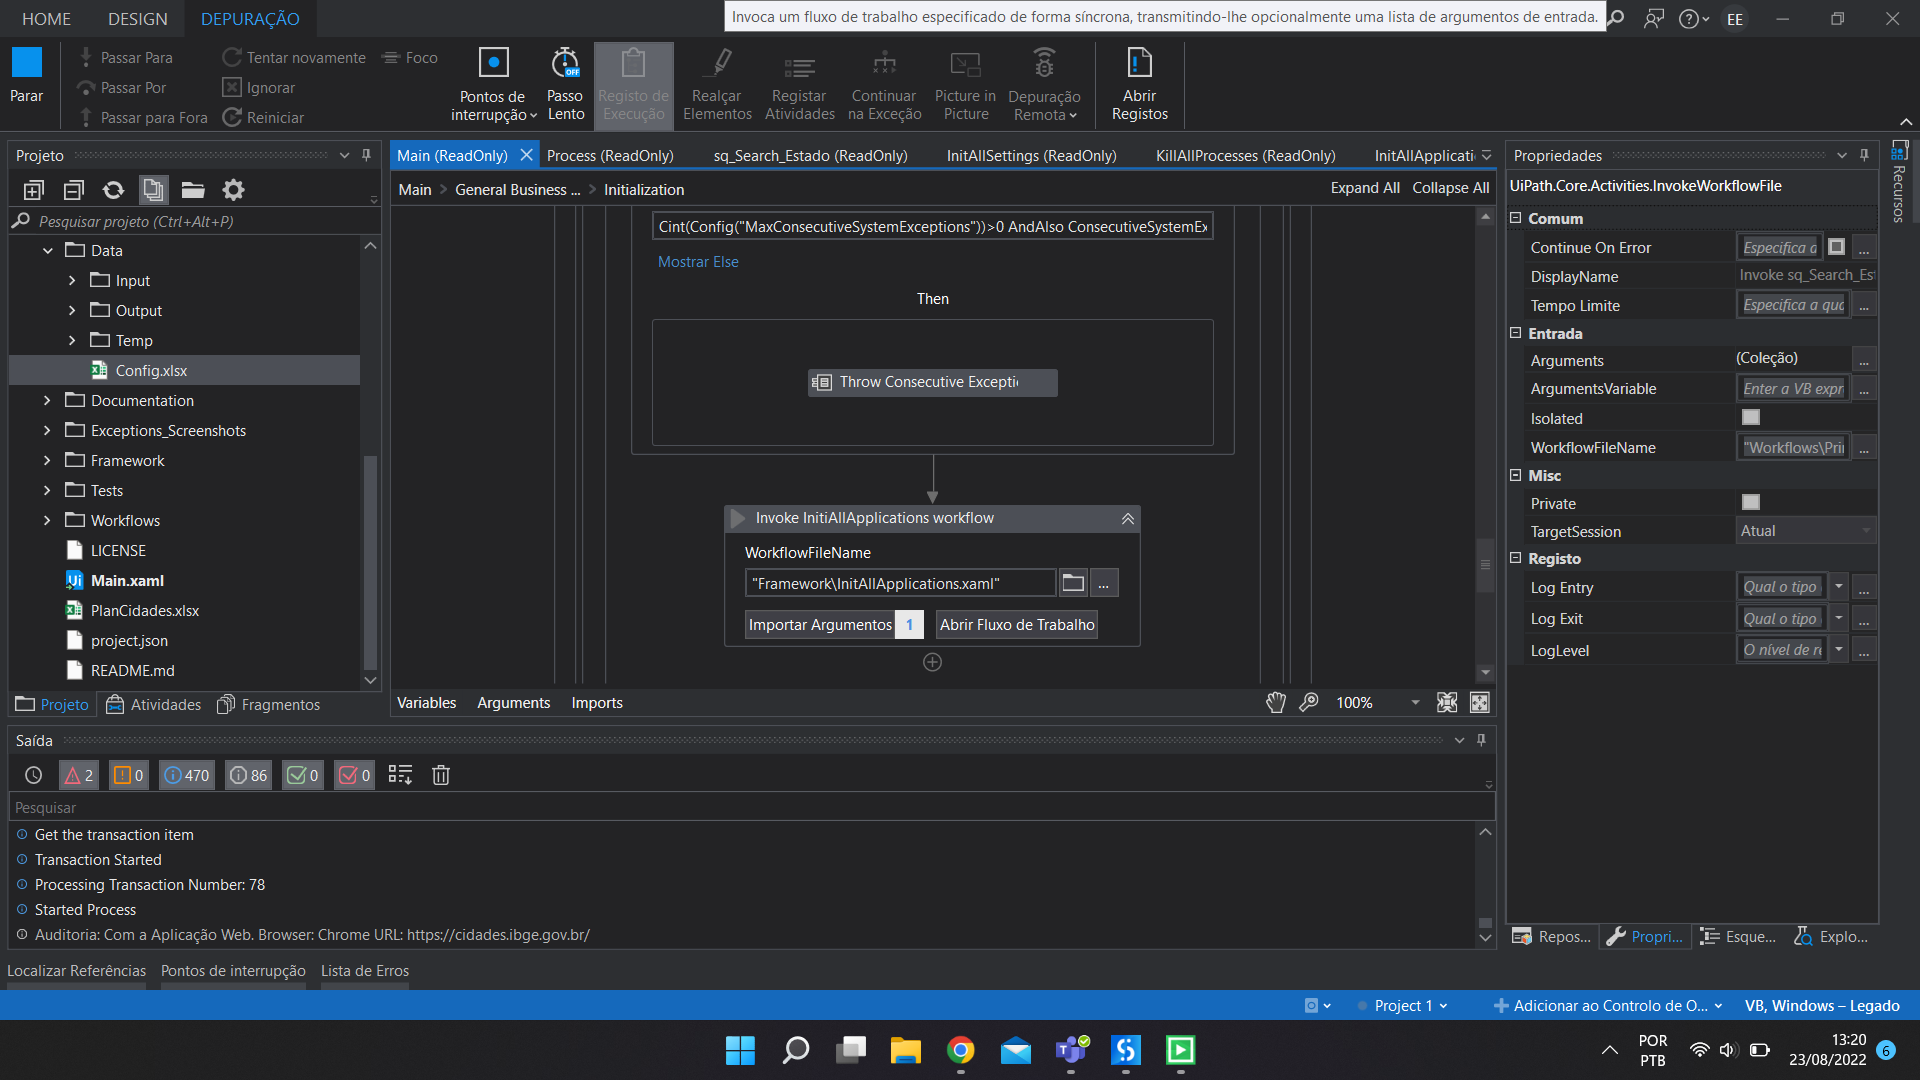 HOME DESIGN DEPURAÇÃO
Invoca um fluxo de trabalho especificado de forma síncrona, transmitindo-lhe opcionalmente uma lista de argumentos de entrada.
EE
Parar
Passar Para
Passar Por
Passar para Fora
Tentar novamente
Ignorar
Reiniciar
Foco
Pontos de interrupção
Passo Lento
OFF
Registo de Execução
Realçar Elementos
Registar Atividades
Continuar na Exceção
Picture in Picture
Depuração Remota
Abrir Registos
Projeto
Pesquisar projeto (Ctrl+Alt+P)
Data
Input
Output
Temp
Config.xlsx
Documentation
Exceptions_Screenshots
Framework
Tests
Workflows
LICENSE
Main.xaml
PlanCidades.xlsx
project.json
README.md
Projeto Atividades Fragmentos
Main (ReadOnly) Process (ReadOnly) sq_Search_Estado (ReadOnly) InitAllSettings (ReadOnly) KillAllProcesses (ReadOnly) InitAllApplicati
Main > General Business ... > Initialization
Expand All Collapse All
Cint(Config("MaxConsecutiveSystemExceptions"))>0 AndAlso ConsecutiveSystemEx
Mostrar Else
Then
Throw Consecutive Excepti
Invoke InitiAllApplications workflow
WorkflowFileName
"Framework\InitAllApplications.xaml"
...
Importar Argumentos 1 Abrir Fluxo de Trabalho
Variables Arguments Imports
100%
Propriedades
UiPath.Core.Activities.InvokeWorkflowFile
Comum
Continue On Error Especifica a ...
DisplayName Invoke sq_Search_Est
Tempo Limite Especifica a qua ...
Entrada
Arguments (Coleção) ...
ArgumentsVariable Enter a VB expr ...
Isolated
WorkflowFileName "Workflows\Prin ...
Misc
Private
TargetSession Atual
Registo
Log Entry Qual o tipo ...
Log Exit Qual o tipo ...
LogLevel O nível de re ...
Repos... Propri... Esque... Explo...
Recursos
Saída
2 0 470 86 0 0
Pesquisar
Get the transaction item
Transaction Started
Processing Transaction Number: 78
Started Process
Auditoria: Com a Aplicação Web. Browser: Chrome URL: https://cidades.ibge.gov.br/
Localizar Referências Pontos de interrupção Lista de Erros
Project 1 Adicionar ao Controlo de O... VB, Windows – Legado
POR
PTB
13:20
23/08/2022
6